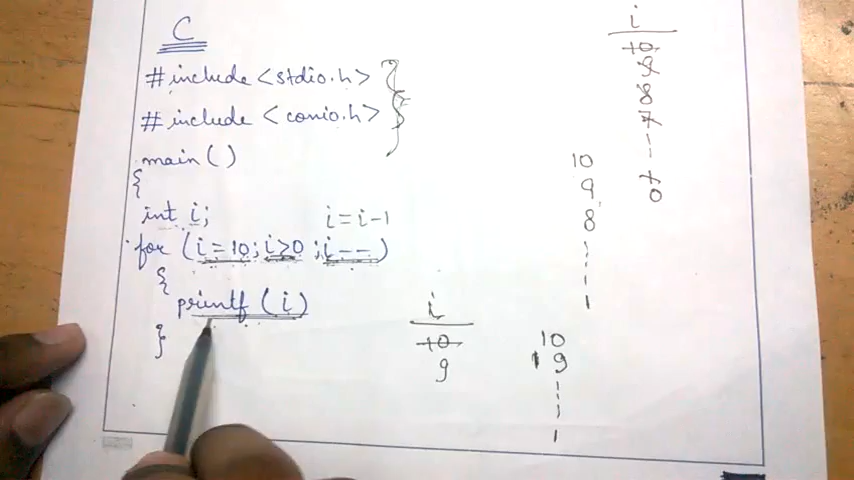 C
#include <stdio.h>
#include <conio.h>
main()
{
int i;
i=i-1
for (i=10; i>0; i--)
{
printf (i)
}
i
10
9
10
9
1
10
9
8
1
i
10
9
8
7
1
0